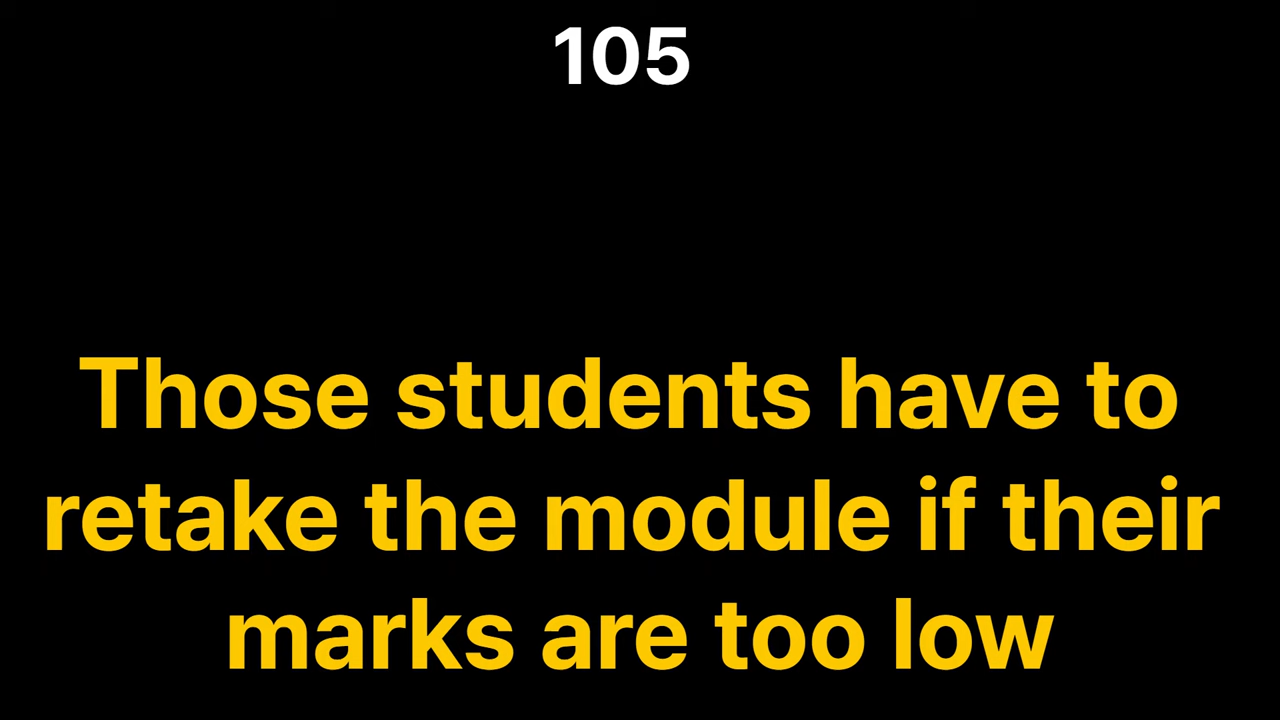 105
Those students have to
retake the module if their
marks are too low